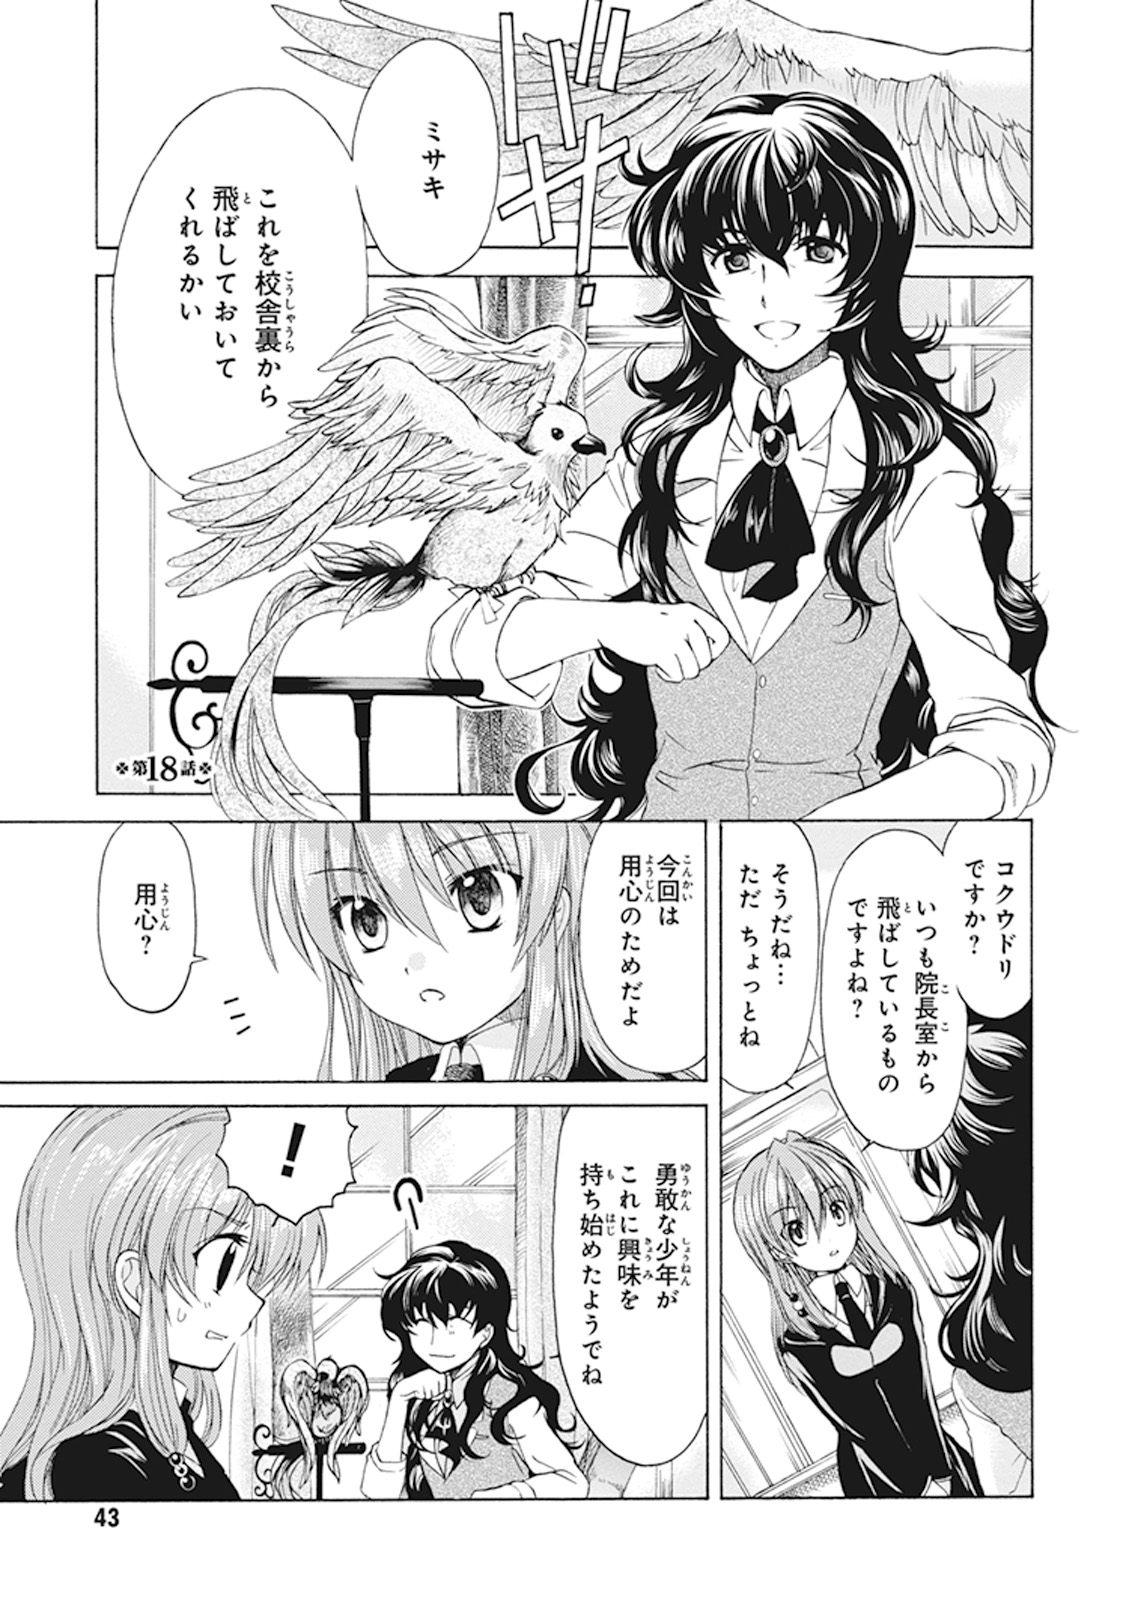 ミサキ
これを校舎裏から
飛ばしておいて
くれるかい
第18話
コクウドリ
ですか?
いつも院長室から
飛ばしているもの
ですよね?
そうだね…
ただ ちょっとね
今回は
用心のためだよ
用心?
勇敢な少年が
これに興味を
持ち始めたようでね
!
43